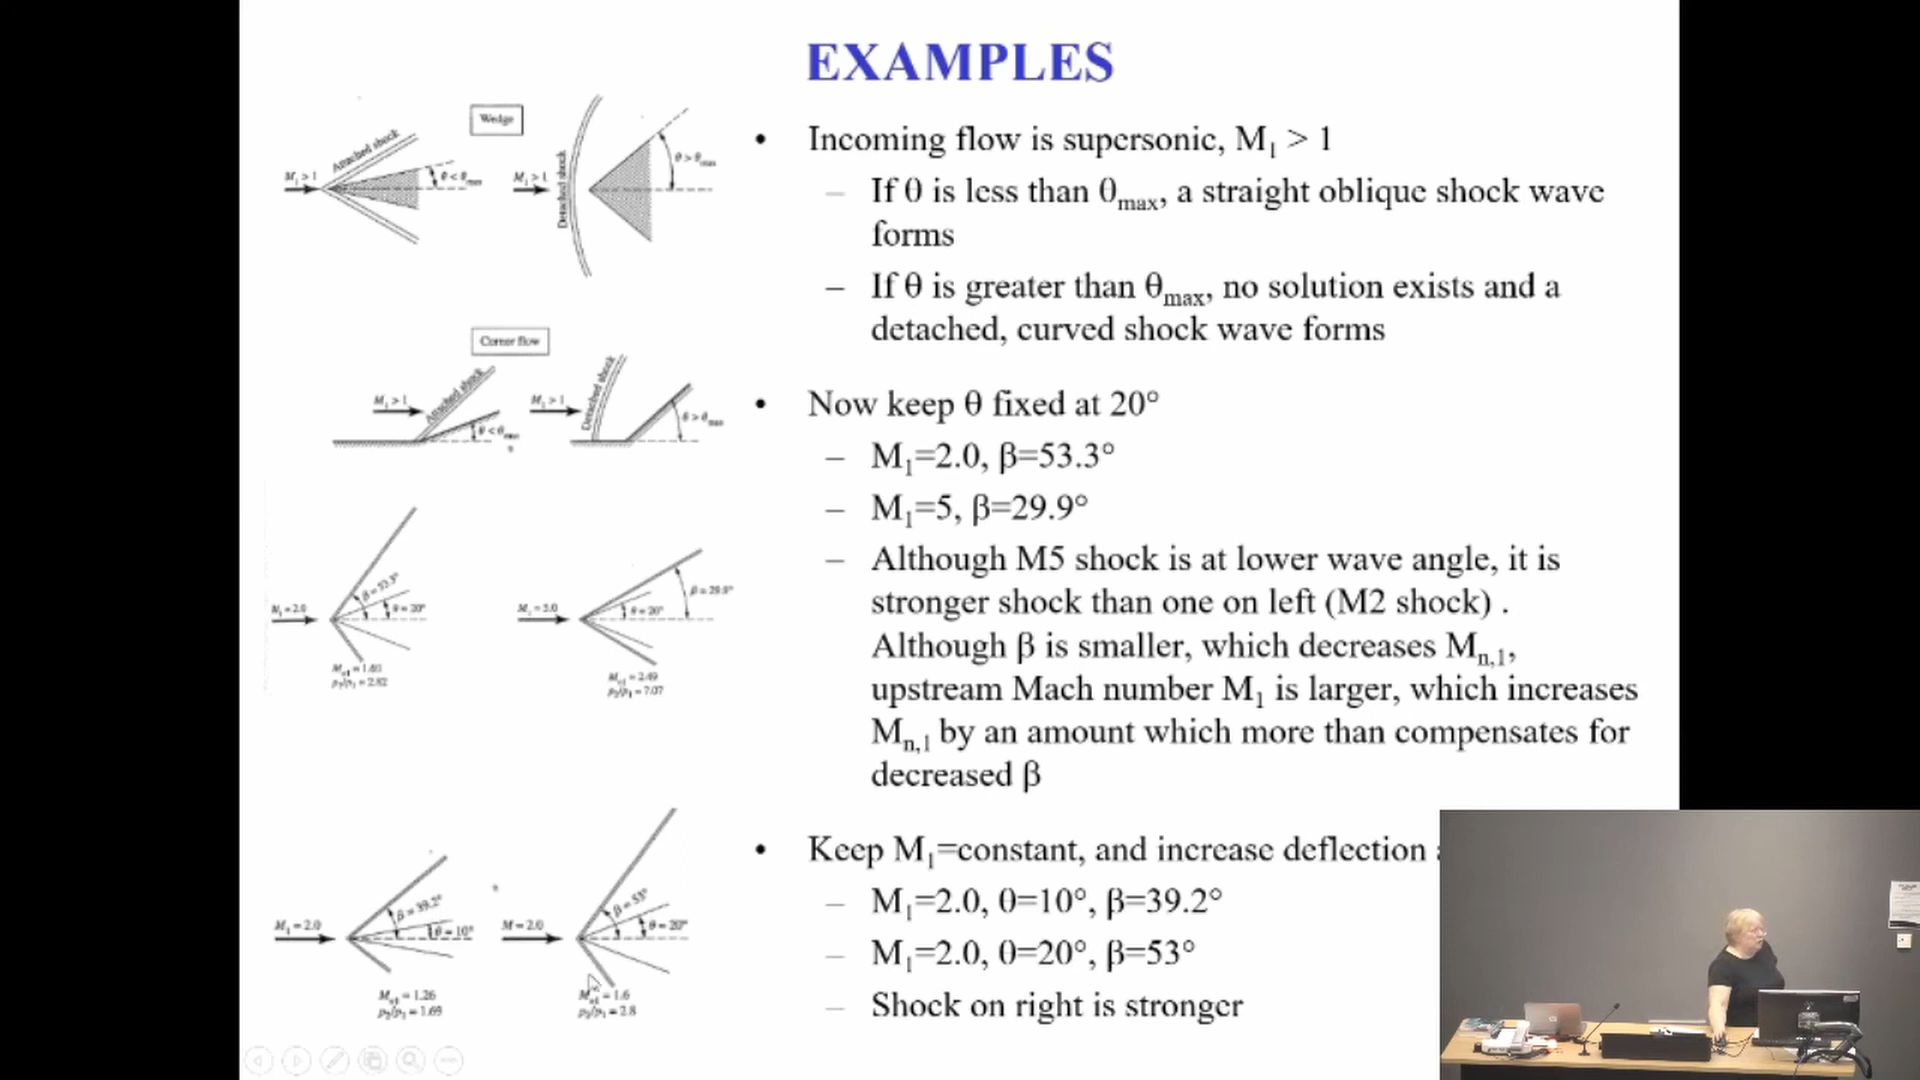 EXAMPLES
• Incoming flow is supersonic, M₁ > 1
– If θ is less than θmax, a straight oblique shock wave
forms
– If θ is greater than θmax, no solution exists and a
detached, curved shock wave forms
• Now keep θ fixed at 20°
– M₁=2.0, β=53.3°
– M₁=5, β=29.9°
– Although M5 shock is at lower wave angle, it is
stronger shock than one on left (M2 shock) .
Although β is smaller, which decreases Mn,1,
upstream Mach number M₁ is larger, which increases
Mn,1 by an amount which more than compensates for
decreased β
• Keep M₁=constant, and increase deflection
– M₁=2.0, θ=10°, β=39.2°
– M₁=2.0, θ=20°, β=53°
– Shock on right is stronger
Wedge
Attached shock
M₁ > 1
θ < θmax
M₁ > 1
Detached shock
θ > θmax
Corner flow
M₁ > 1
Attached shock
θ < θmax
M₁ > 1
Detached shock
θ > θmax
M₁ = 2.0
β = 53.3°
θ = 20°
Mn1 = 1.60
p₂/p₁ = 2.82
θ = 20°
β = 29.9°
Mn1 = 2.49
p₂/p₁ = 7.07
M₁ = 2.0
β = 39.2°
θ = 10°
Mn1 = 1.26
p₂/p₁ = 1.69
M = 2.0
β = 53°
θ = 20°
Mn1 = 1.6
p₂/p₁ = 2.8